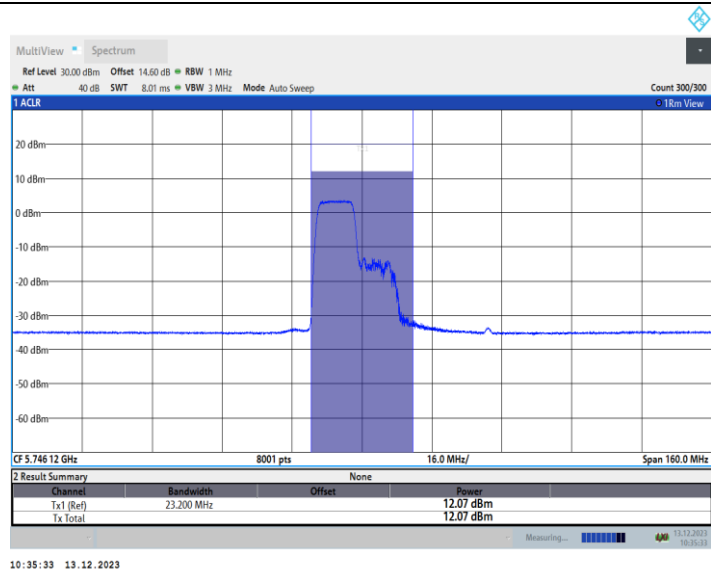 MultiView Spectrum
Ref Level 30.00 dBm Offset 14.60 dB RBW 1 MHz
Att 40 dB SWT 8.01 ms VBW 3 MHz Mode Auto Sweep Count 300/300
1 ACLR 1Rm View
20 dBm
10 dBm
0 dBm
-10 dBm
-20 dBm
-30 dBm
-40 dBm
-50 dBm
-60 dBm
CF 5.746 12 GHz 8001 pts 16.0 MHz/ Span 160.0 MHz
2 Result Summary None
Channel Bandwidth Offset Power
Tx1 (Ref) 23.200 MHz 12.07 dBm
Tx Total 12.07 dBm
Measuring... 13.12.2023
10:35:33
10:35:33 13.12.2023